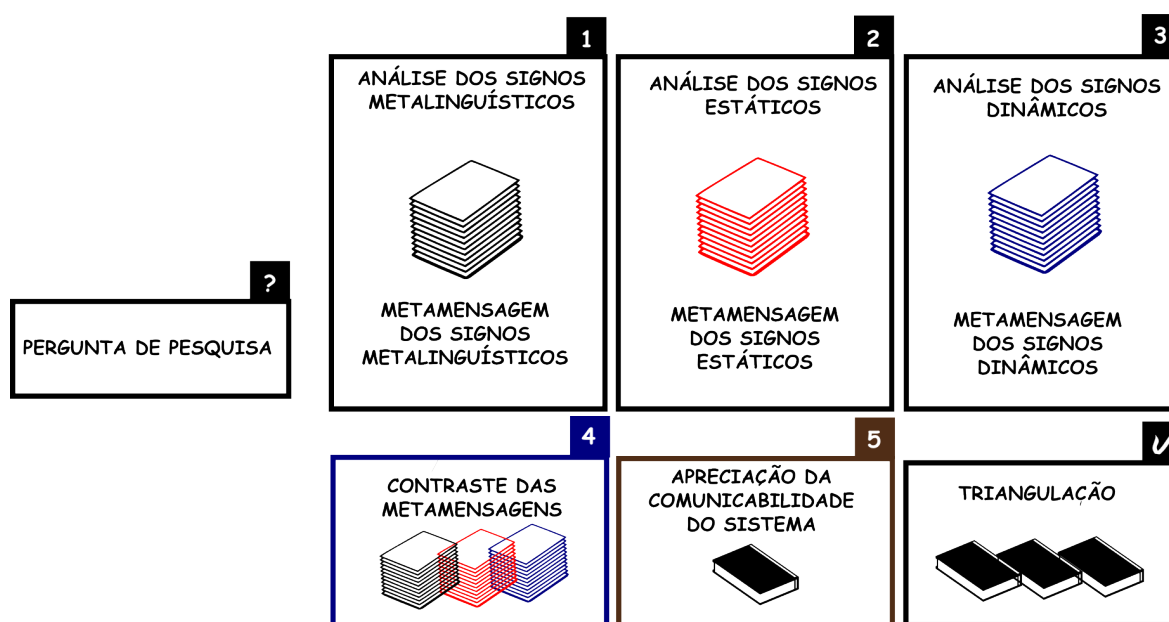 ?
PERGUNTA DE PESQUISA
1
ANÁLISE DOS SIGNOS
METALINGUÍSTICOS
METAMENSAGEM
DOS SIGNOS
METALINGUÍSTICOS
2
ANÁLISE DOS SIGNOS
ESTÁTICOS
METAMENSAGEM
DOS SIGNOS
ESTÁTICOS
3
ANÁLISE DOS SIGNOS
DINÂMICOS
METAMENSAGEM
DOS SIGNOS
DINÂMICOS
4
CONTRASTE DAS
METAMENSAGENS
5
APRECIAÇÃO DA
COMUNICABILIDADE
DO SISTEMA
TRIANGULAÇÃO